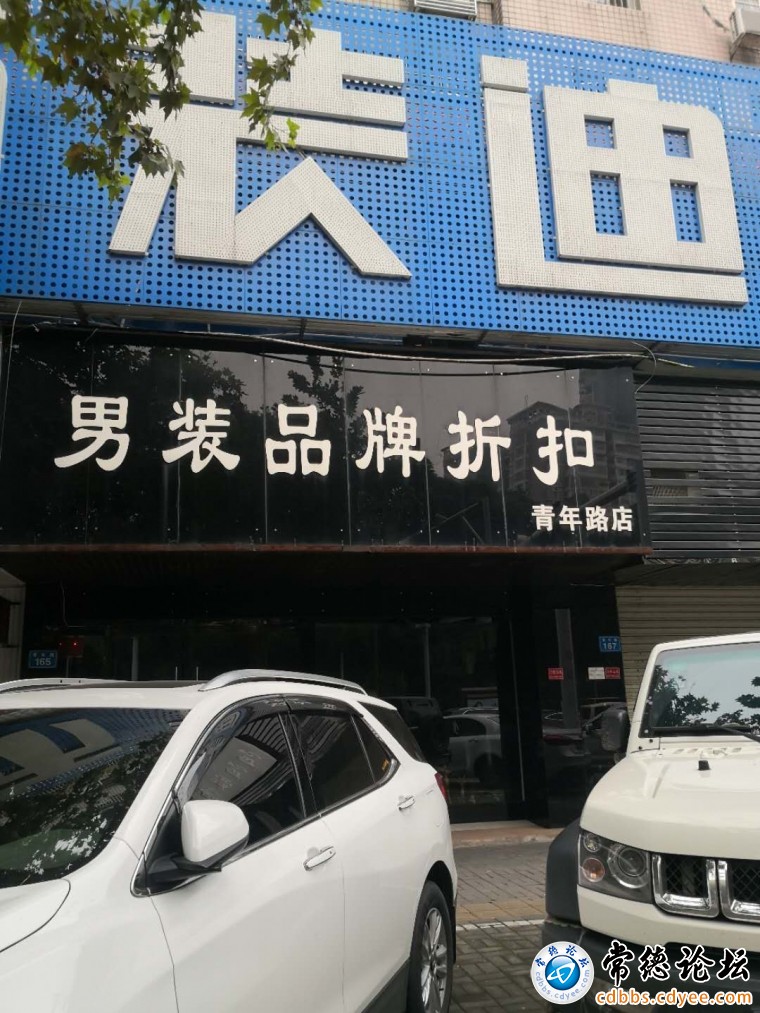 迪
男装品牌折扣
青年路店
165
167
常德论坛
cdbbs.cdyee.com